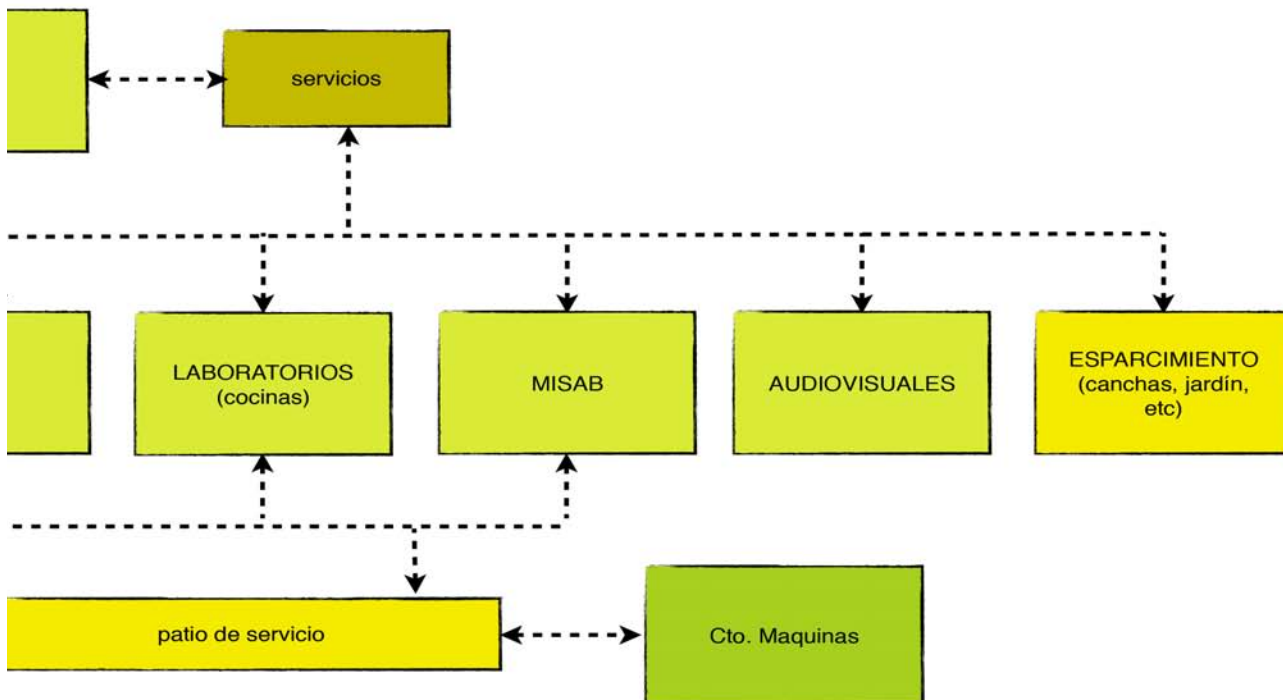 servicios
LABORATORIOS
(cocinas)
MISAB
AUDIOVISUALES
ESPARCIMIENTO
(canchas, jardín,
etc)
patio de servicio
Cto. Maquinas